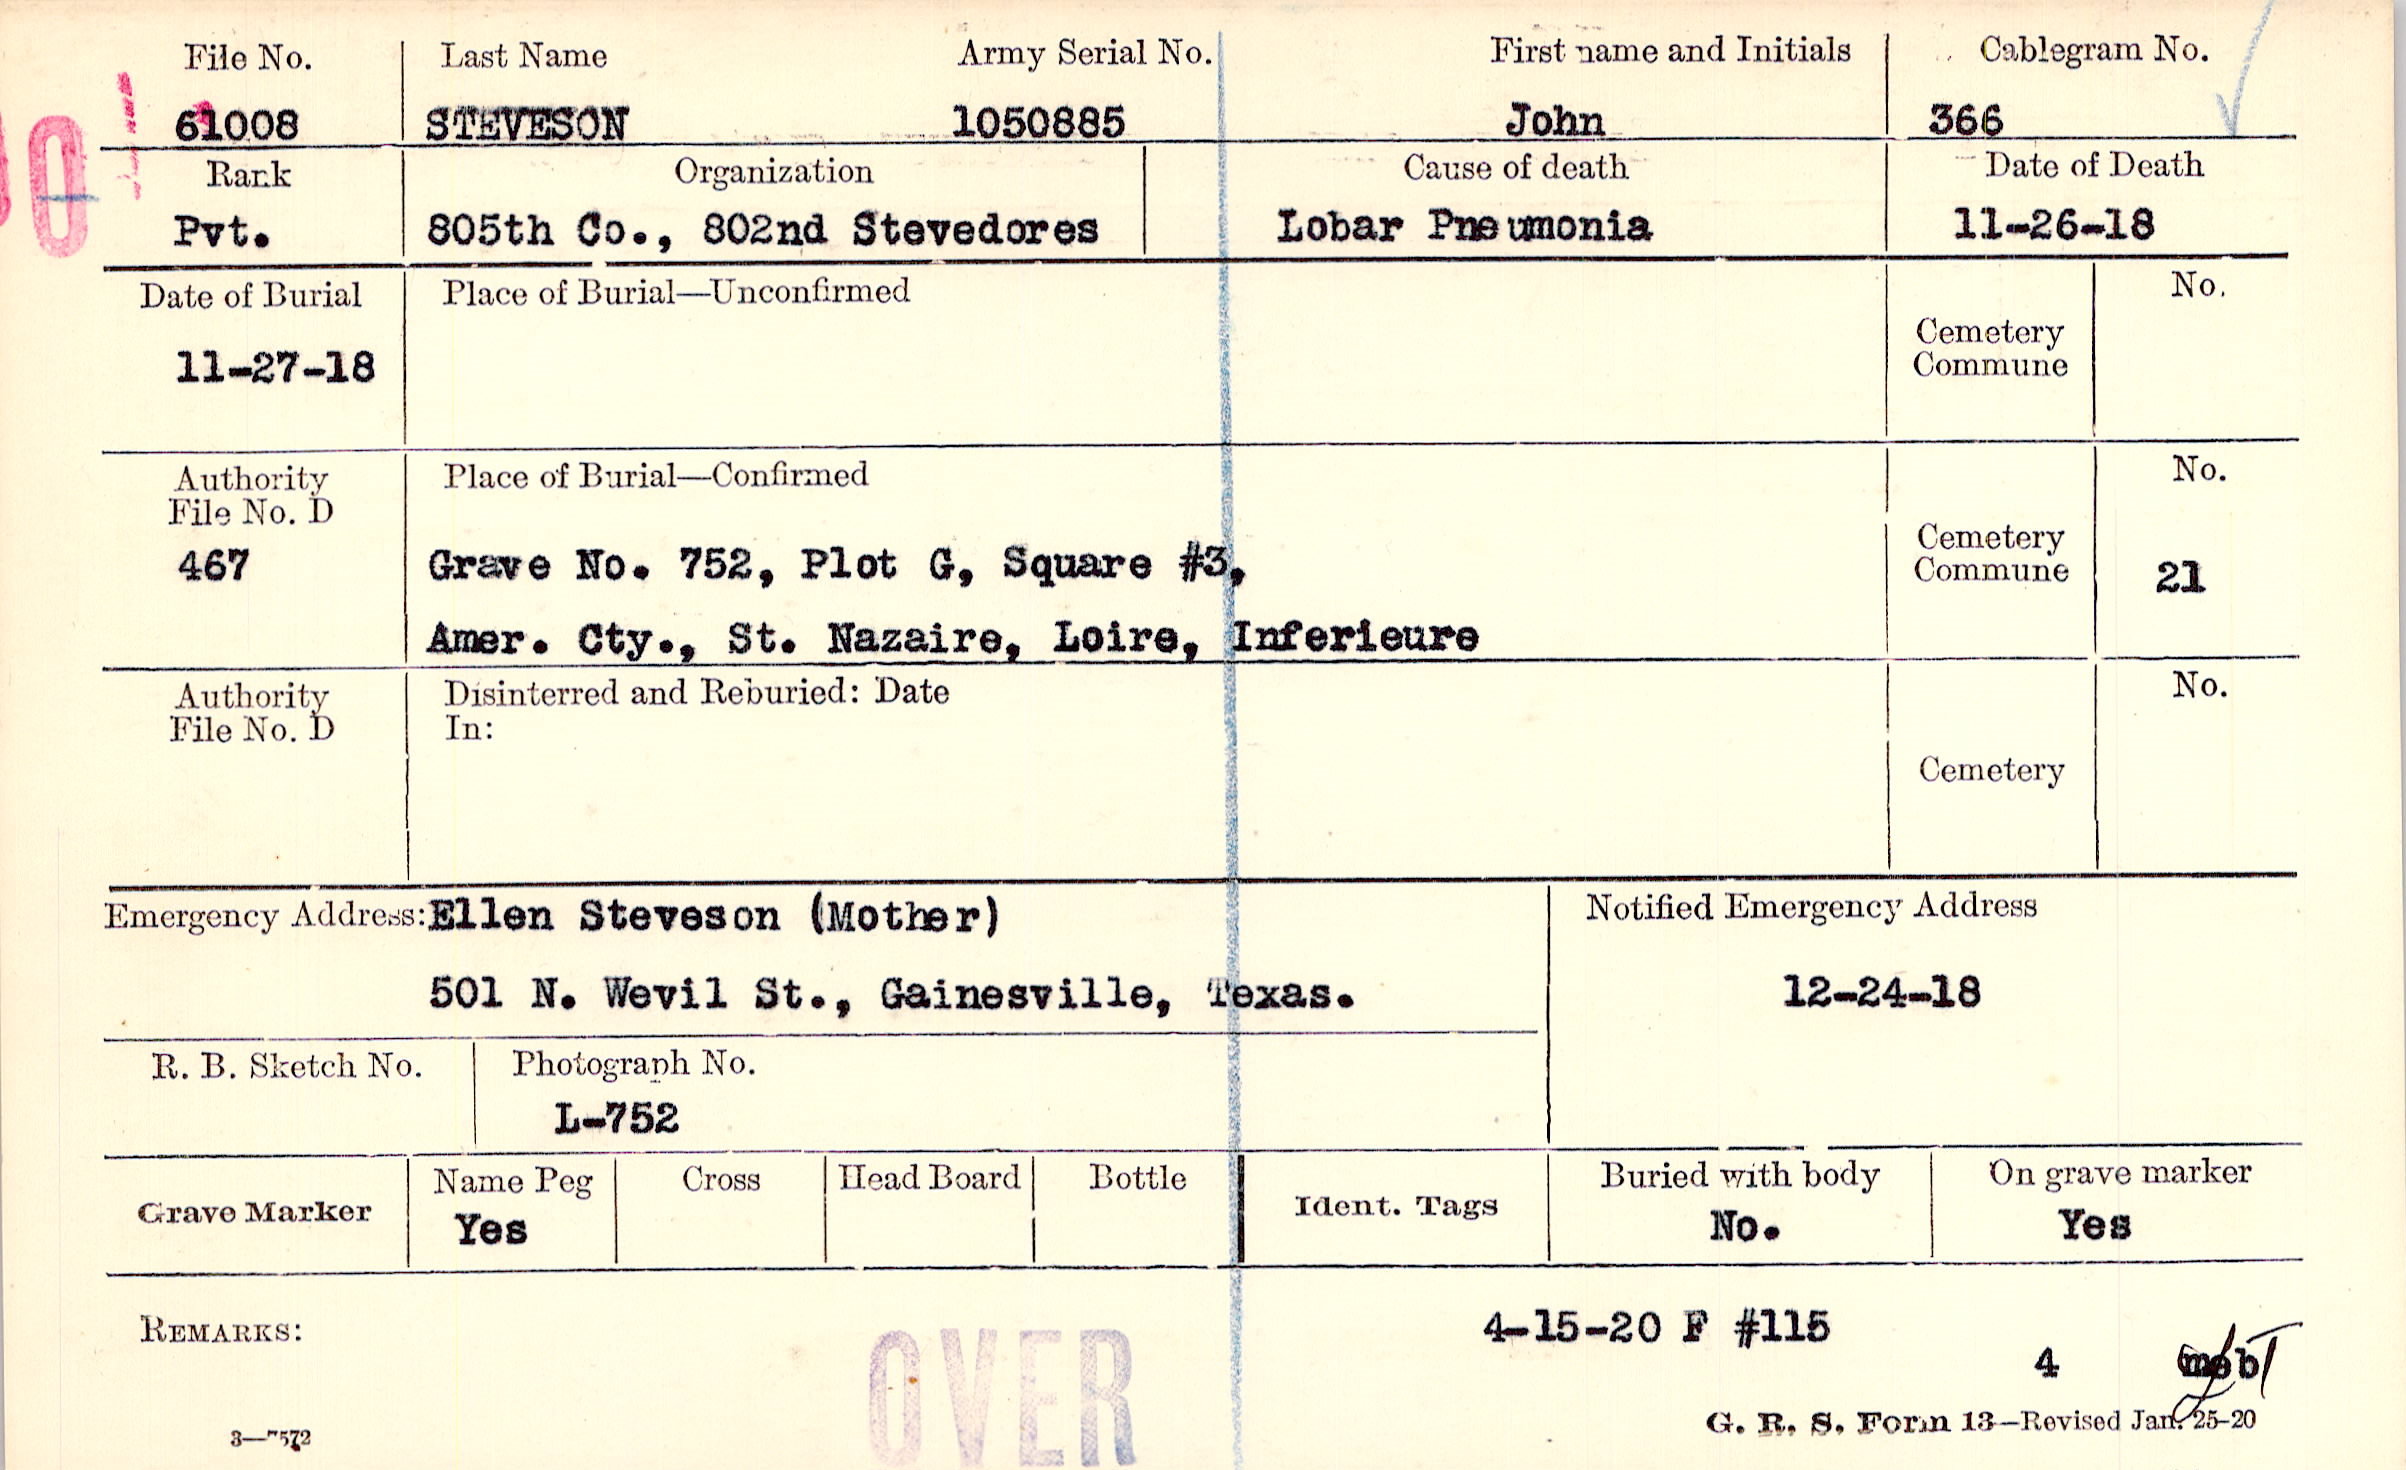 File No. Last Name Army Serial No. First name and Initials Cablegram No.
61008 STEVESON 1050885 John 366
Rank Organization Cause of death Date of Death
Pvt. 805th Co., 802nd Stevedores Lobar Pneumonia 11-26-18
Date of Burial Place of Burial—Unconfirmed No.
11-27-18 Cemetery
Commune
Authority Place of Burial—Confirmed No.
File No. D
467 Grave No. 752, Plot G, Square #3, Cemetery
Commune 21
Amer. Cty., St. Nazaire, Loire, Inferieure
Authority Disinterred and Reburied: Date No.
File No. D In:
Cemetery
Emergency Address: Ellen Steveson (Mother) Notified Emergency Address
501 N. Wevil St., Gainesville, Texas. 12-24-18
R. B. Sketch No. Photograph No.
L-752
Grave Marker Name Peg Cross Head Board Bottle Ident. Tags Buried with body On grave marker
Yes No. Yes
REMARKS: 4-15-20 F #115
OVER 4
3—7572 G. R. S. Form 13—Revised Jan. 25-20